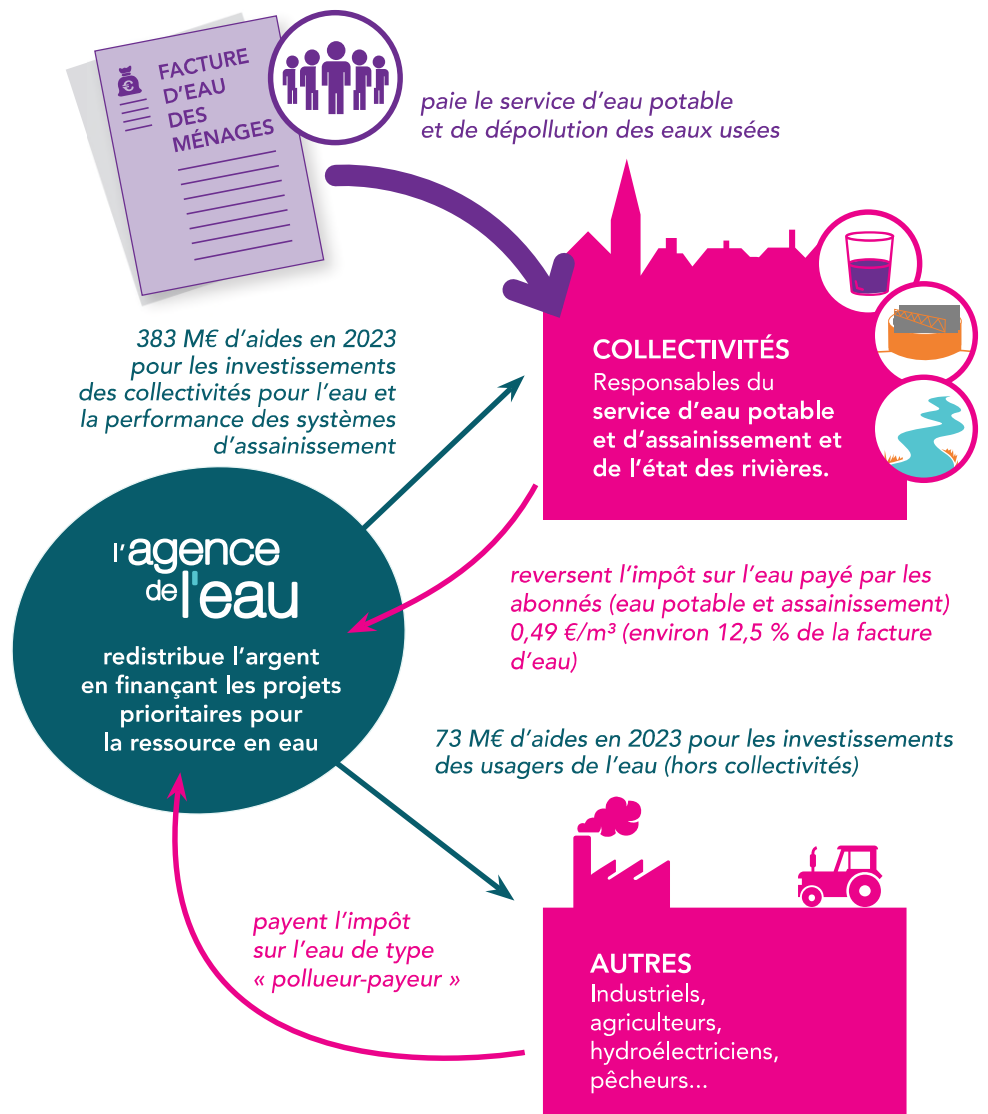 FACTURE
D'EAU
DES
MÉNAGES
paie le service d'eau potable
et de dépollution des eaux usées
383 M€ d'aides en 2023
pour les investissements
des collectivités pour l'eau et
la performance des systèmes
d'assainissement
COLLECTIVITÉS
Responsables du
service d'eau potable
et d'assainissement et
de l'état des rivières.
l'agence
de l'eau
redistribue l'argent
en finançant les projets
prioritaires pour
la ressource en eau
reversent l'impôt sur l'eau payé par les
abonnés (eau potable et assainissement)
0,49 €/m³ (environ 12,5 % de la facture
d'eau)
73 M€ d'aides en 2023 pour les investissements
des usagers de l'eau (hors collectivités)
payent l'impôt
sur l'eau de type
« pollueur-payeur »
AUTRES
Industriels,
agriculteurs,
hydroélectriciens,
pêcheurs...